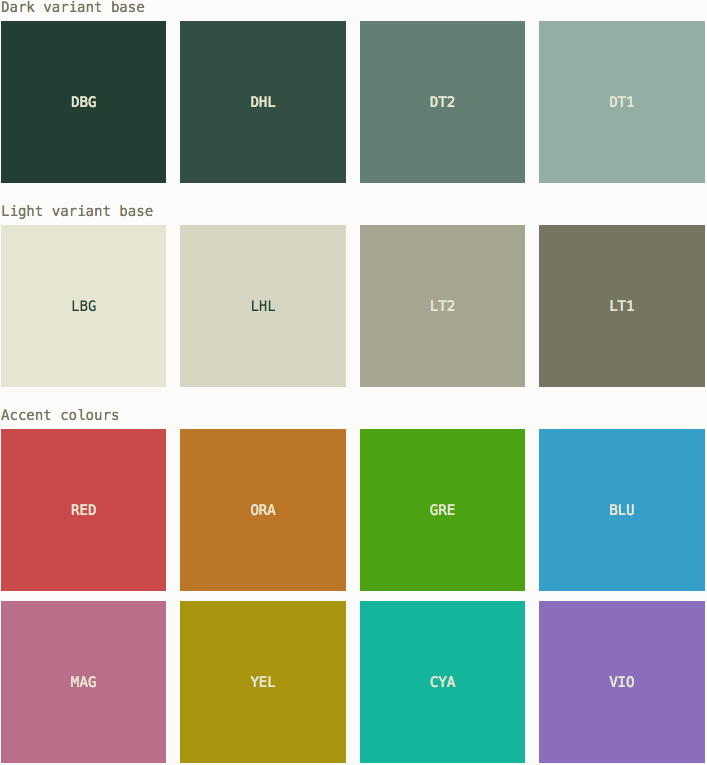 Dark variant base
DBG DHL DT2 DT1
Light variant base
LBG LHL LT2 LT1
Accent colours
RED ORA GRE BLU
MAG YEL CYA VIO